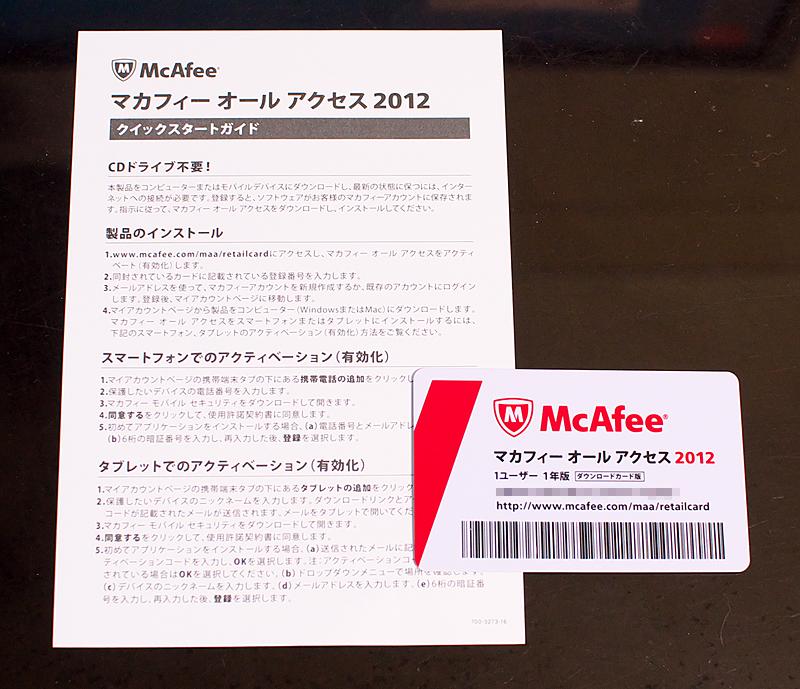 McAfee
マカフィー オール アクセス 2012
クイックスタートガイド
CDドライブ不要！
本製品をコンピューターまたはモバイルデバイスにダウンロードし、最新の状態に保つには、インター
ネットへの接続が必要です。登録すると、ソフトウェアがお客様のマカフィーアカウントに保存されま
す。指示に従って、マカフィー オール アクセスをダウンロードし、インストールしてください。
製品のインストール
1.www.mcafee.com/maa/retailcardにアクセスし、マカフィー オール アクセスをアクティ
ベート(有効化)します。
2.同封されているカードに記載されている登録番号を入力します。
3.メールアドレスを使って、マカフィーアカウントを新規作成するか、既存のアカウントにログイン
します。登録後、マイアカウントページに移動します。
4.マイアカウントページから製品をコンピューター(WindowsまたはMac)にダウンロードします。
マカフィー オール アクセスをスマートフォンまたはタブレットにインストールするには、
下記のスマートフォン、タブレットのアクティベーション(有効化)方法をご覧ください。
スマートフォンでのアクティベーション(有効化)
1.マイアカウントページの携帯端末タブの下にある携帯電話の追加をクリック
2.保護したいデバイスの電話番号を入力します。
3.マカフィー モバイル セキュリティをダウンロードして開きます。
4.同意するをクリックして、使用許諾契約書に同意します。
5.初めてアプリケーションをインストールする場合、(a)電話番号とメールアド
(b)6桁の暗証番号を入力し、再入力した後、登録を選択します。
タブレットでのアクティベーション(有効化)
1.マイアカウントページの携帯端末タブの下にあるタブレットの追加をクリッ
2.保護したいデバイスのニックネームを入力します。ダウンロードリンクとア
コードが記載されたメールが送信されます。メールをタブレットで開いてく
3.マカフィー モバイル セキュリティをダウンロードして開きます。
4.同意するをクリックして、使用許諾契約書に同意します。
5.初めてアプリケーションをインストールする場合、(a)送信されたメールに記
ティベーションコードを入力し、OKを選択します。注:アクティベーションコー
されている場合はOKを選択してください。(b)ドロップダウンメニューで場所を確認します。
(c)デバイスのニックネームを入力します。(d)メールアドレスを入力します。(e)6桁の暗証番
号を入力し、再入力した後、登録を選択します。
700-3273-16
McAfee
マカフィー オール アクセス 2012
1ユーザー 1年版 ダウンロードカード版
http://www.mcafee.com/maa/retailcard